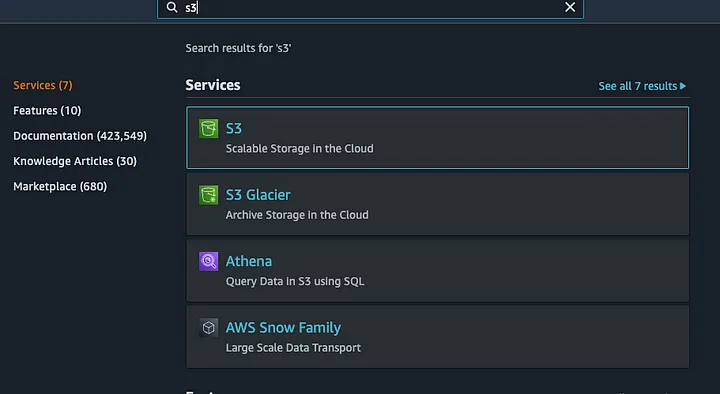 s3
Search results for 's3'
Services (7)
Features (10)
Documentation (423,549)
Knowledge Articles (30)
Marketplace (680)
Services
See all 7 results
S3
Scalable Storage in the Cloud
S3 Glacier
Archive Storage in the Cloud
Athena
Query Data in S3 using SQL
AWS Snow Family
Large Scale Data Transport